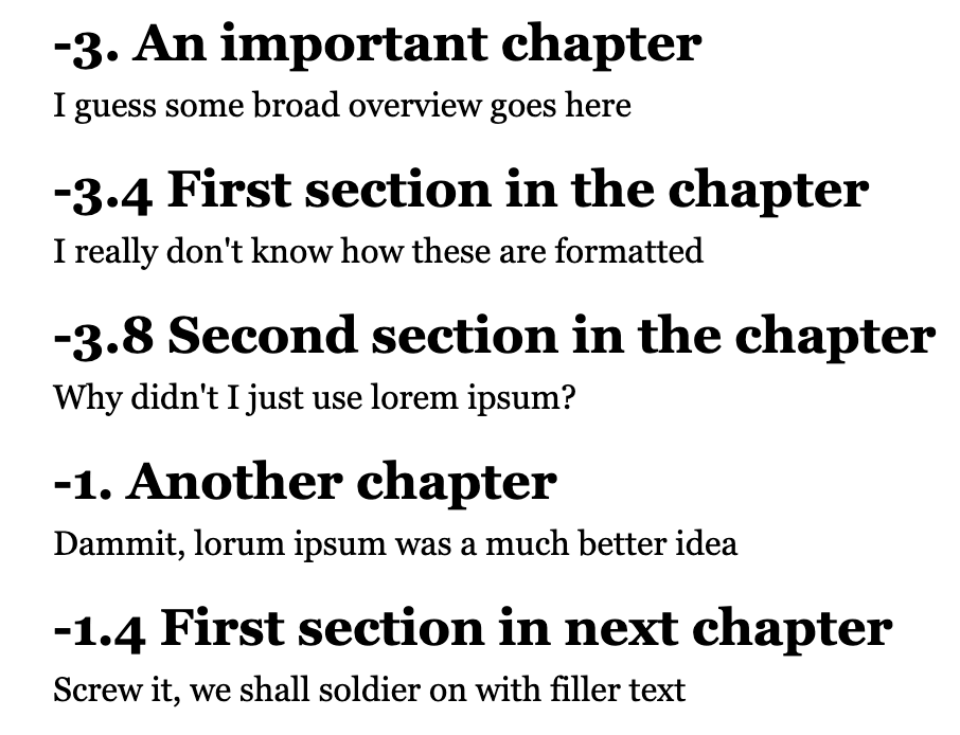 -3. An important chapter
I guess some broad overview goes here
-3.4 First section in the chapter
I really don't know how these are formatted
-3.8 Second section in the chapter
Why didn't I just use lorem ipsum?
-1. Another chapter
Dammit, lorum ipsum was a much better idea
-1.4 First section in next chapter
Screw it, we shall soldier on with filler text